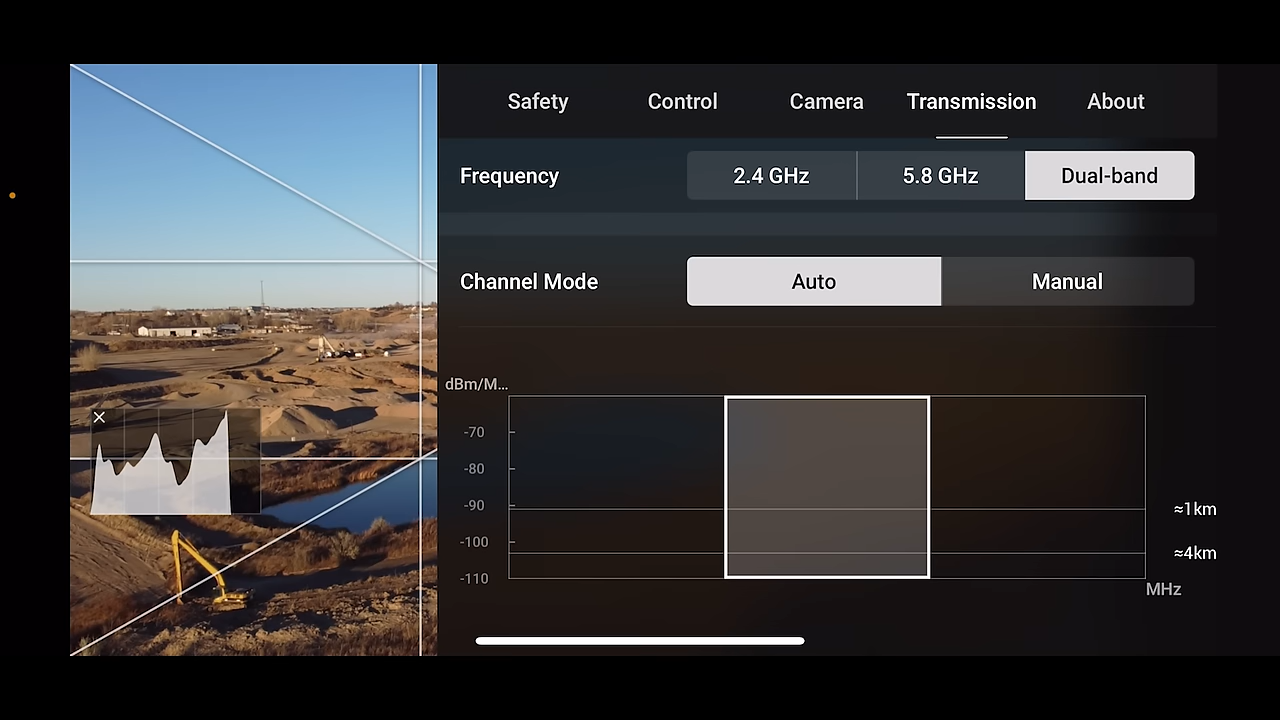 Safety Control Camera Transmission About
Frequency 2.4 GHz 5.8 GHz Dual-band
Channel Mode Auto Manual
dBm/M...
-70
-80
-90
≈1km
-100
≈4km
-110
MHz